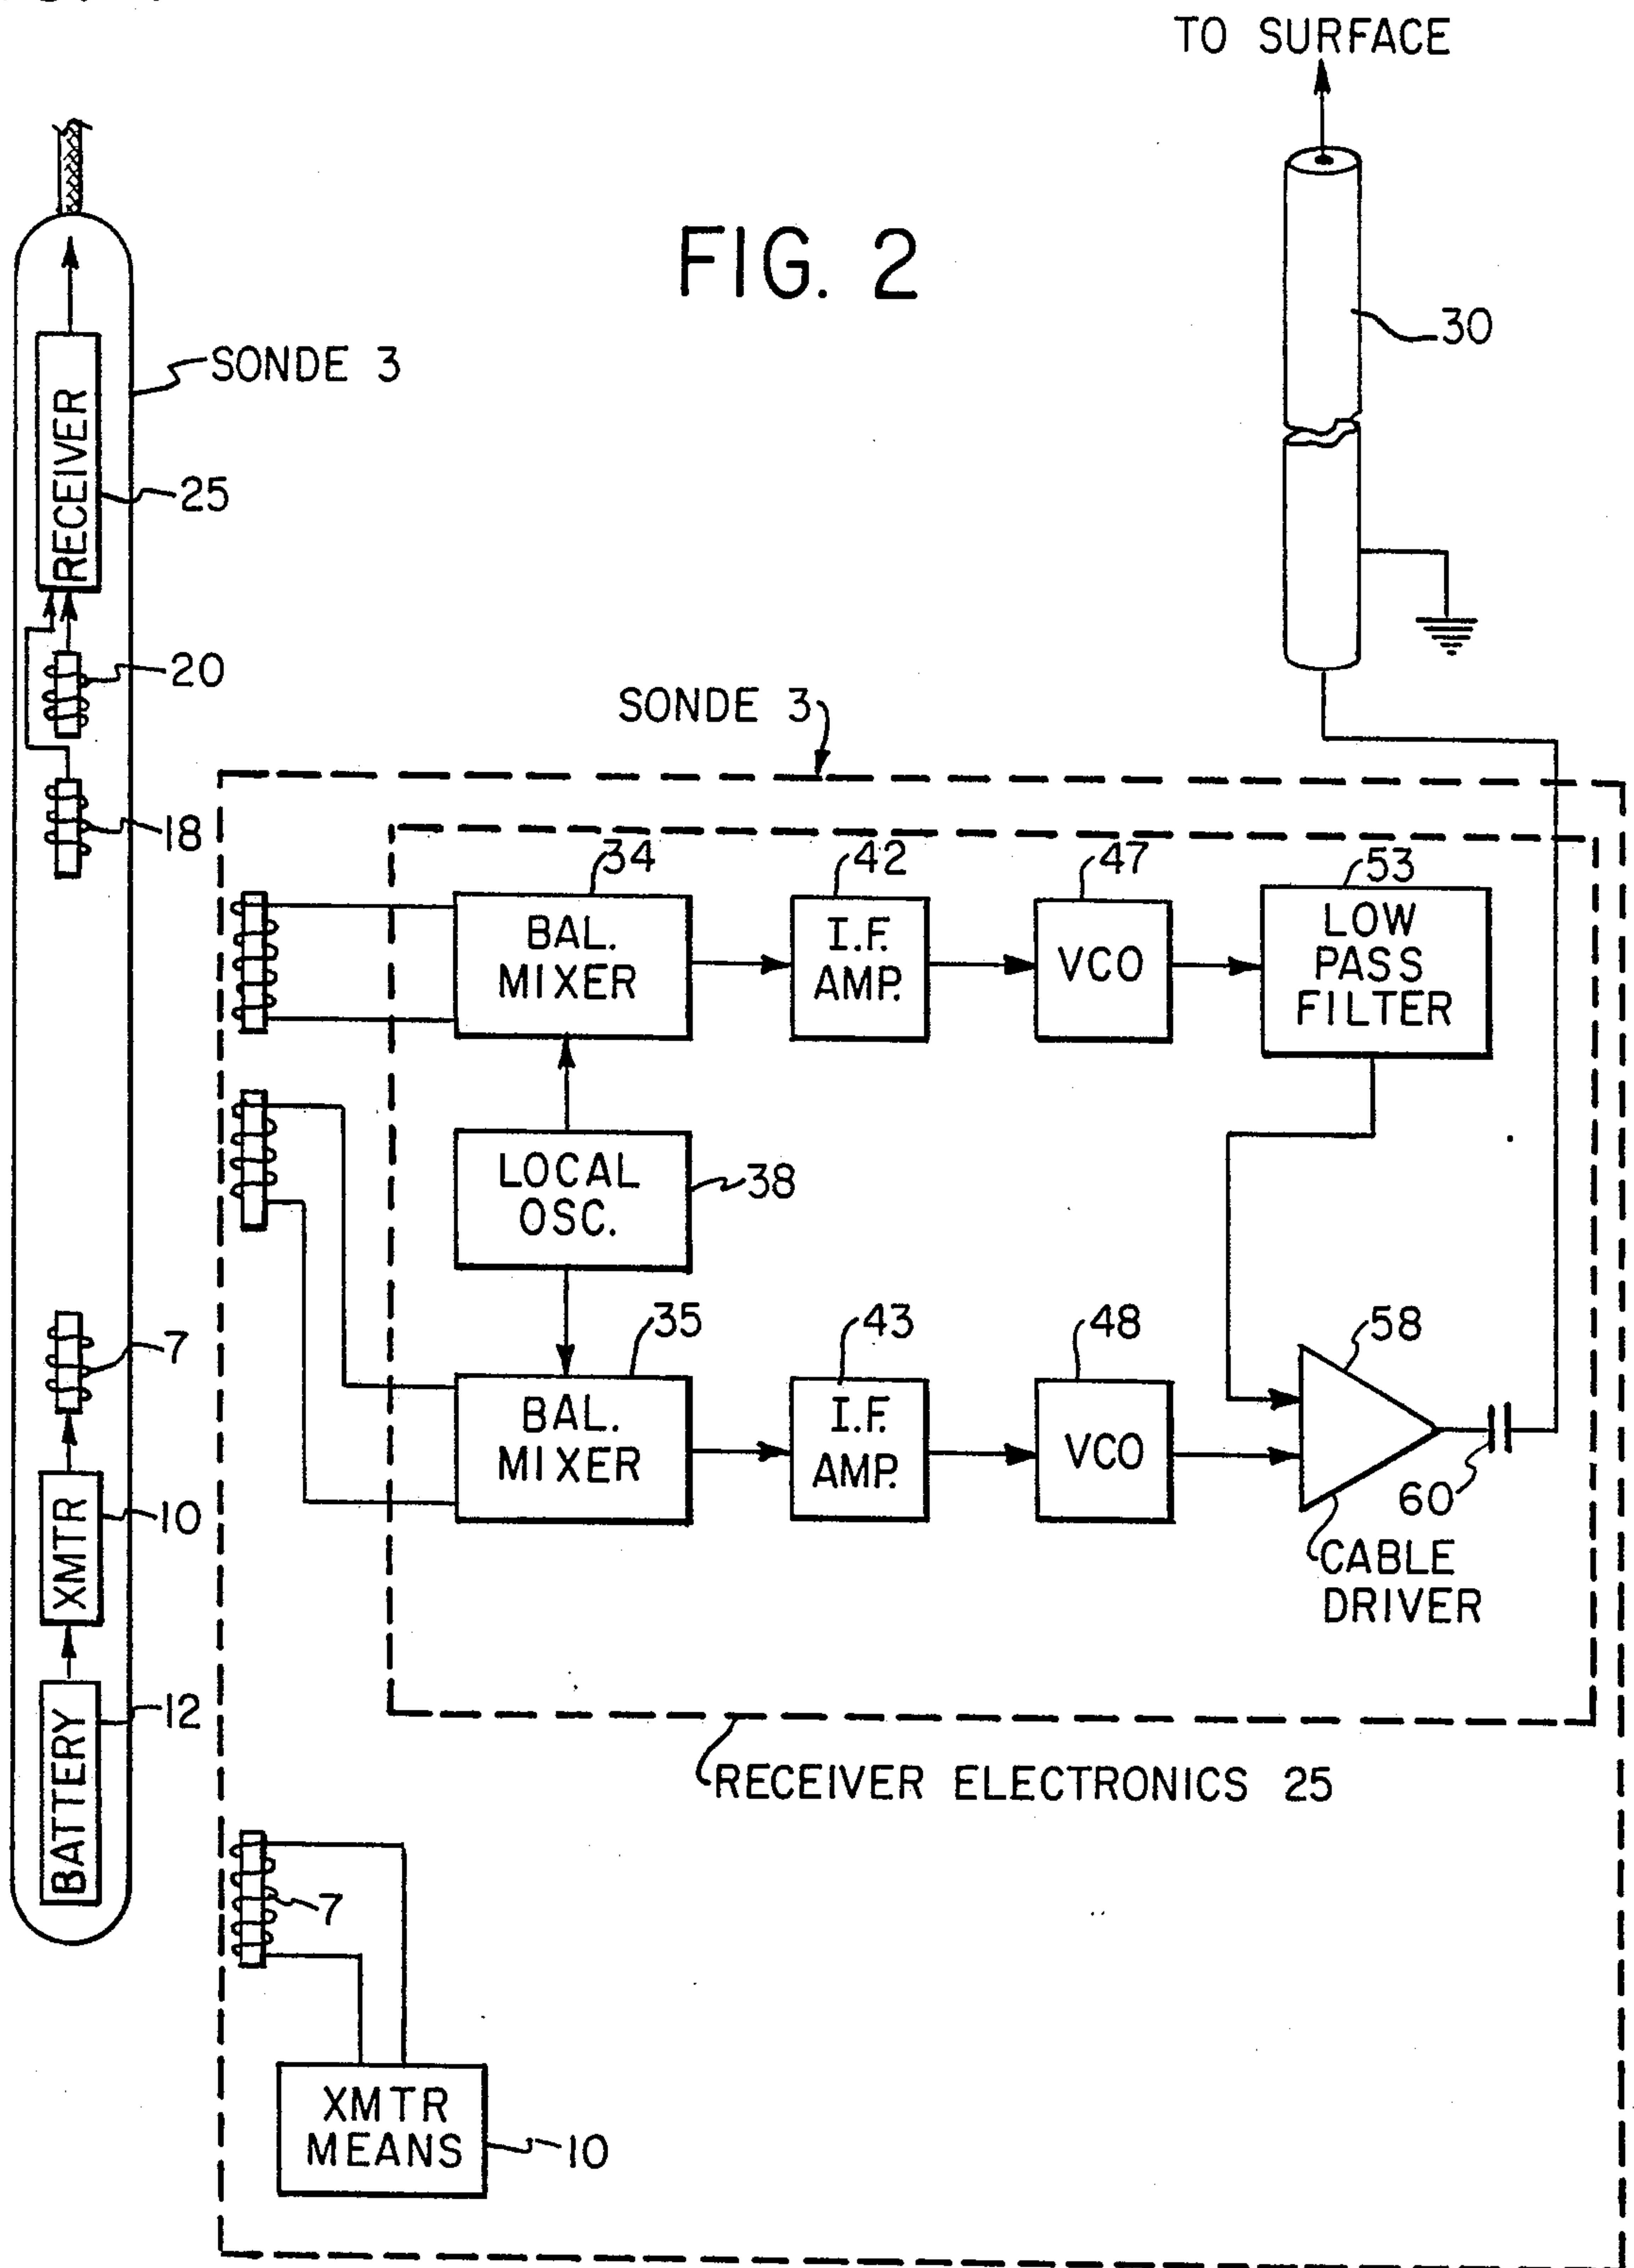 TO SURFACE
FIG. 2
30
SONDE 3
RECEIVER
25
20
18
7
XMTR
10
BATTERY
12
SONDE 3
34
BAL.
MIXER
42
I.F.
AMP.
47
VCO
53
LOW
PASS
FILTER
LOCAL
OSC.
38
35
BAL.
MIXER
43
I.F.
AMP.
48
VCO
58
60
CABLE
DRIVER
RECEIVER ELECTRONICS 25
7
XMTR
MEANS
10